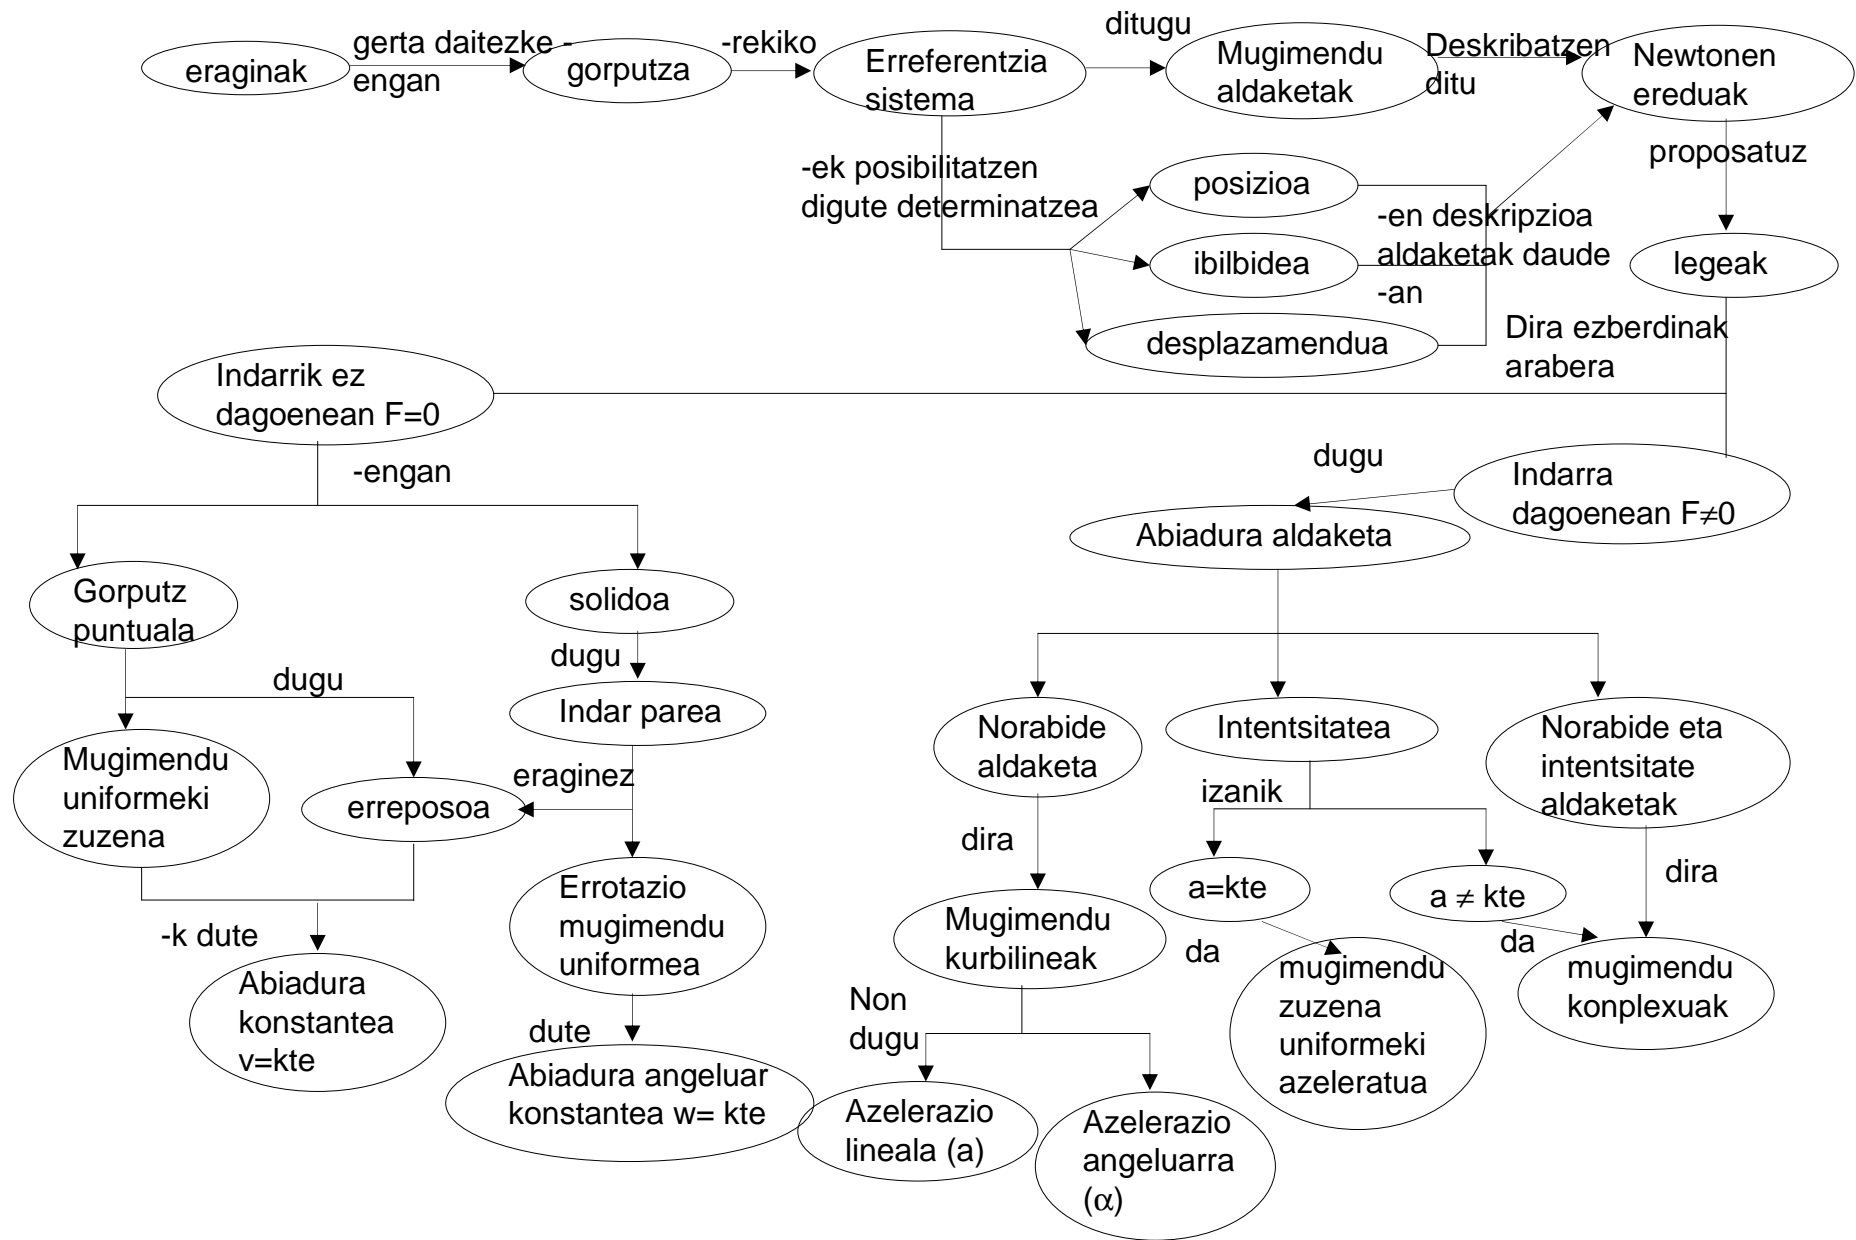 eraginak
gerta daitezke -
engan
gorputza
-rekiko
Erreferentzia
sistema
ditugu
Mugimendu
aldaketak
Deskribatzen
ditu
Newtonen
ereduak
-ek posibilitatzen
digute determinatzea
posizioa
ibilbidea
desplazamendua
-en deskripzioa
aldaketak daude
-an
proposatuz
legeak
Dira ezberdinak
arabera
Indarrik ez
dagoenean F=0
-engan
dugu
Indarra
dagoenean F≠0
Abiadura aldaketa
Gorputz
puntuala
solidoa
dugu
dugu
Indar parea
Mugimendu
uniformeki
zuzena
eraginez
erreposoa
Norabide
aldaketa
Intentsitatea
Norabide eta
intentsitate
aldaketak
izanik
dira
dira
a=kte
a ≠ kte
Errotazio
mugimendu
uniformea
Mugimendu
kurbilineak
-k dute
da
da
Abiadura
konstantea
v=kte
mugimendu
zuzena
uniformeki
azeleratua
mugimendu
konplexuak
Non
dugu
dute
Abiadura angeluar
konstantea w= kte
Azelerazio
lineala (a)
Azelerazio
angeluarra
(α)